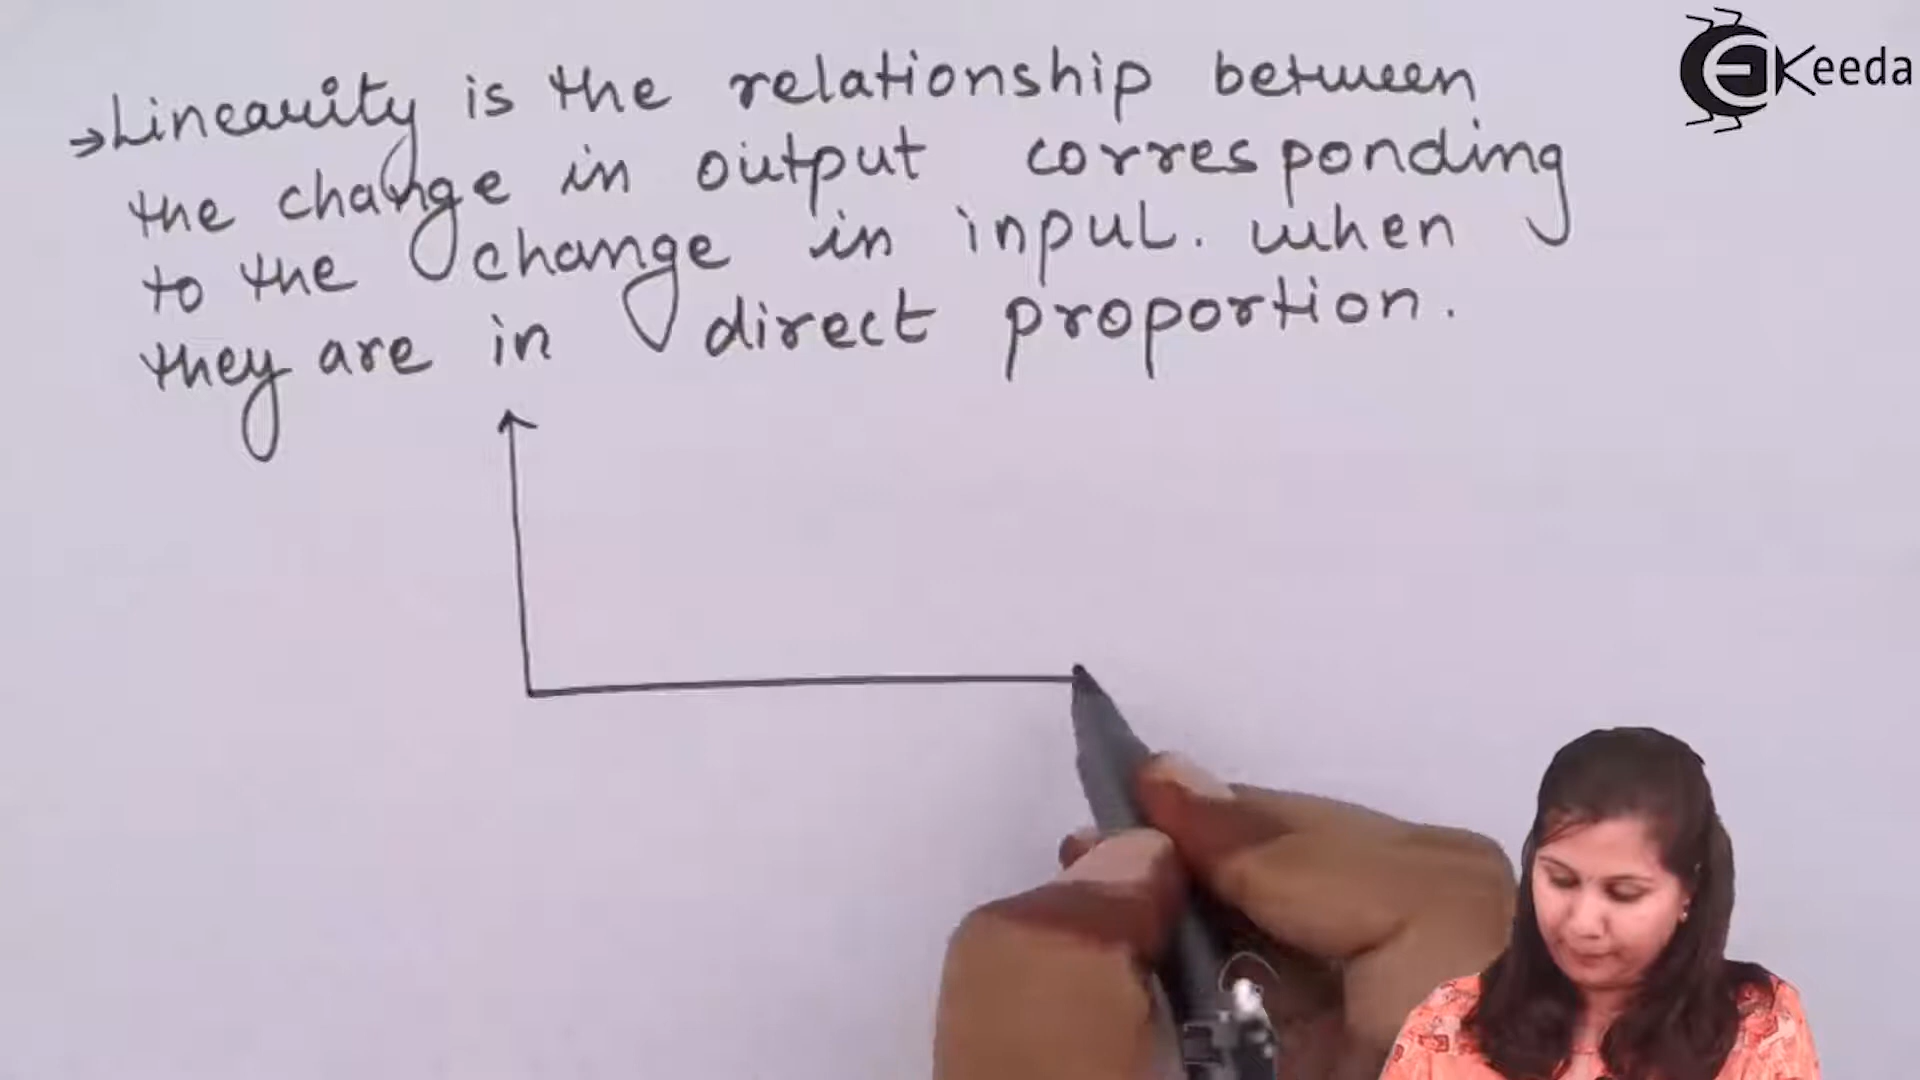 → Linearity is the relationship between
the change in output corresponding
to the change in input. when
they are in direct proportion.
EKeeda